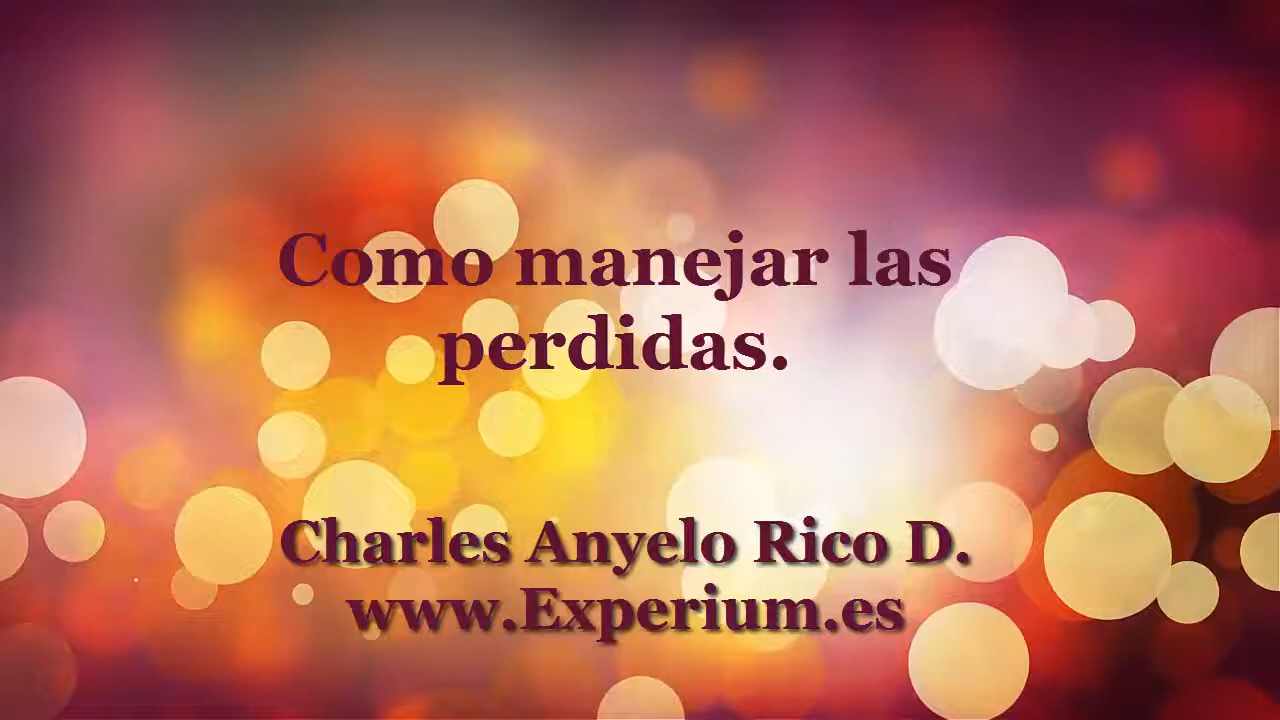 Como manejar las
perdidas.
Charles Anyelo Rico D.
www.Experium.es